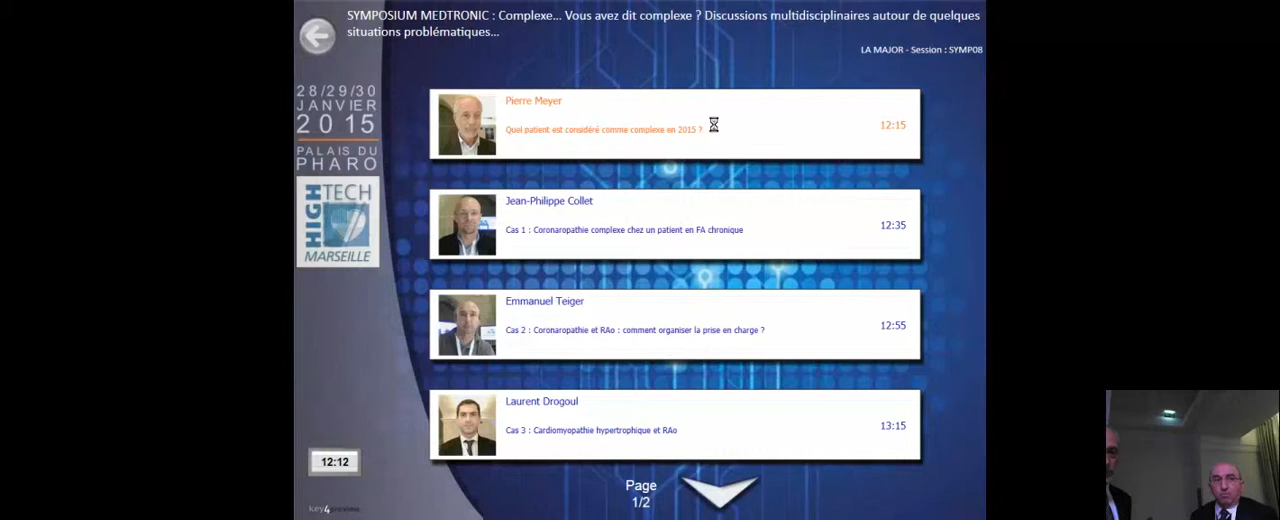 SYMPOSIUM MEDTRONIC : Complexe... Vous avez dit complexe ? Discussions multidisciplinaires autour de quelques
situations problématiques...
LA MAJOR - Session : SYMP08
28/29/30
JANVIER
2015
PALAIS DU
PHARO
HIGH
TECH
MARSEILLE
Pierre Meyer
Quel patient est considéré comme complexe en 2015 ?
12:15
Jean-Philippe Collet
Cas 1 : Coronaropathie complexe chez un patient en FA chronique
12:35
Emmanuel Teiger
Cas 2 : Coronaropathie et RAo : comment organiser la prise en charge ?
12:55
Laurent Drogoul
Cas 3 : Cardiomyopathie hypertrophique et RAo
13:15
12:12
Page
1/2
key4